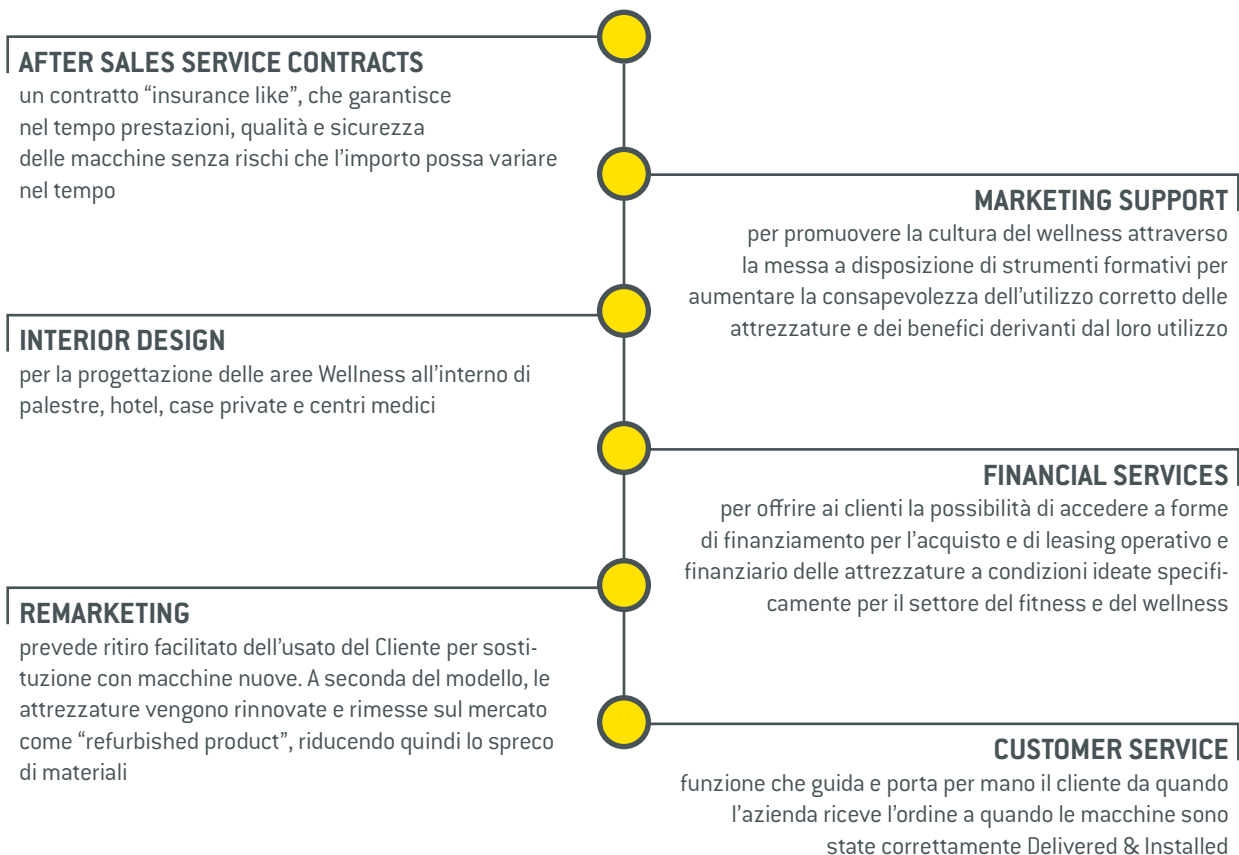 AFTER SALES SERVICE CONTRACTS
un contratto “insurance like”, che garantisce
nel tempo prestazioni, qualità e sicurezza
delle macchine senza rischi che l’importo possa variare
nel tempo
MARKETING SUPPORT
per promuovere la cultura del wellness attraverso
la messa a disposizione di strumenti formativi per
aumentare la consapevolezza dell’utilizzo corretto delle
attrezzature e dei benefici derivanti dal loro utilizzo
INTERIOR DESIGN
per la progettazione delle aree Wellness all’interno di
palestre, hotel, case private e centri medici
FINANCIAL SERVICES
per offrire ai clienti la possibilità di accedere a forme
di finanziamento per l’acquisto e di leasing operativo e
finanziario delle attrezzature a condizioni ideate specifi-
camente per il settore del fitness e del wellness
REMARKETING
prevede ritiro facilitato dell’usato del Cliente per sosti-
tuzione con macchine nuove. A seconda del modello, le
attrezzature vengono rinnovate e rimesse sul mercato
come “refurbished product”, riducendo quindi lo spreco
di materiali
CUSTOMER SERVICE
funzione che guida e porta per mano il cliente da quando
l’azienda riceve l’ordine a quando le macchine sono
state correttamente Delivered & Installed